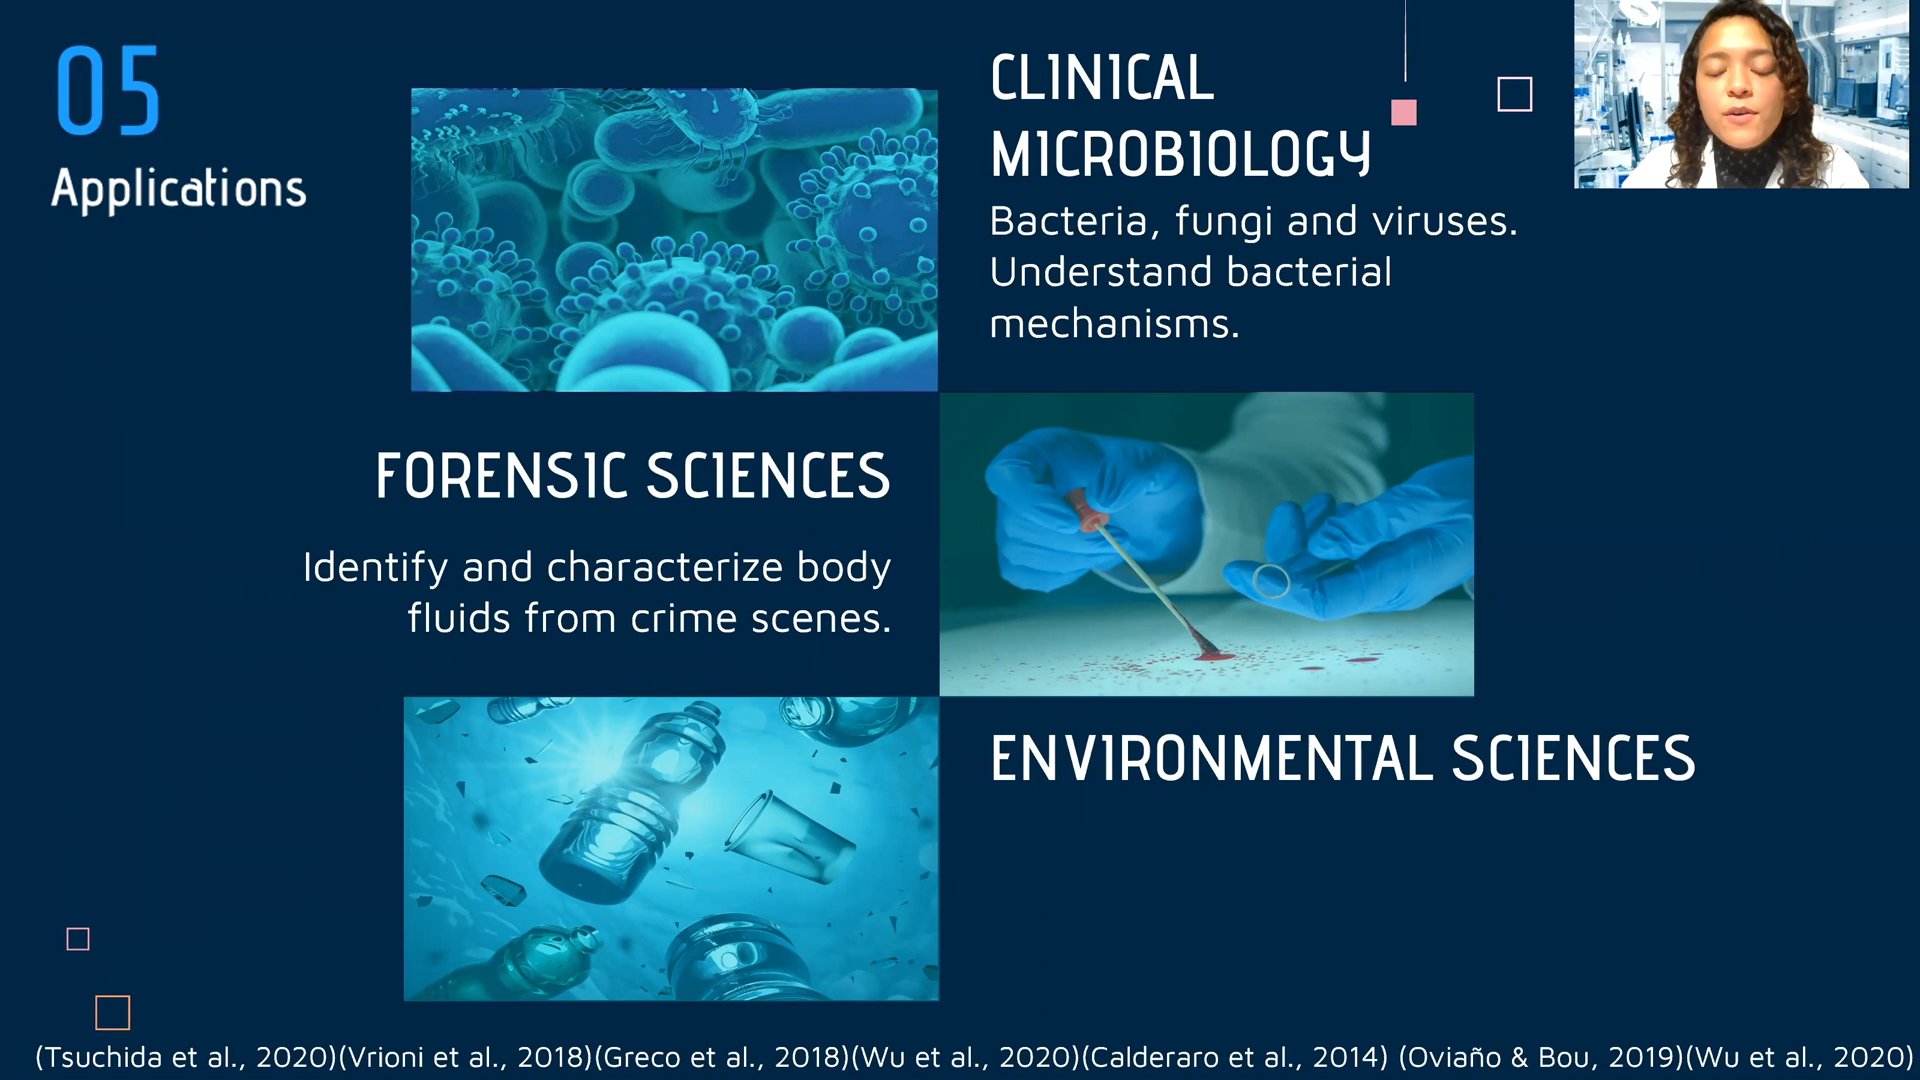 05
Applications
CLINICAL
MICROBIOLOGY
Bacteria, fungi and viruses.
Understand bacterial
mechanisms.
FORENSIC SCIENCES
Identify and characterize body
fluids from crime scenes.
ENVIRONMENTAL SCIENCES
(Tsuchida et al., 2020)(Vrioni et al., 2018)(Greco et al., 2018)(Wu et al., 2020)(Calderaro et al., 2014) (Oviaño & Bou, 2019)(Wu et al., 2020)